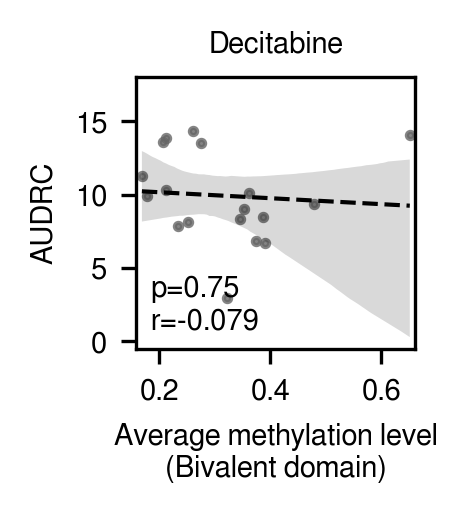 Decitabine
AUDRC
15
10
5
0
p=0.75
r=-0.079
0.2 0.4 0.6
Average methylation level
(Bivalent domain)